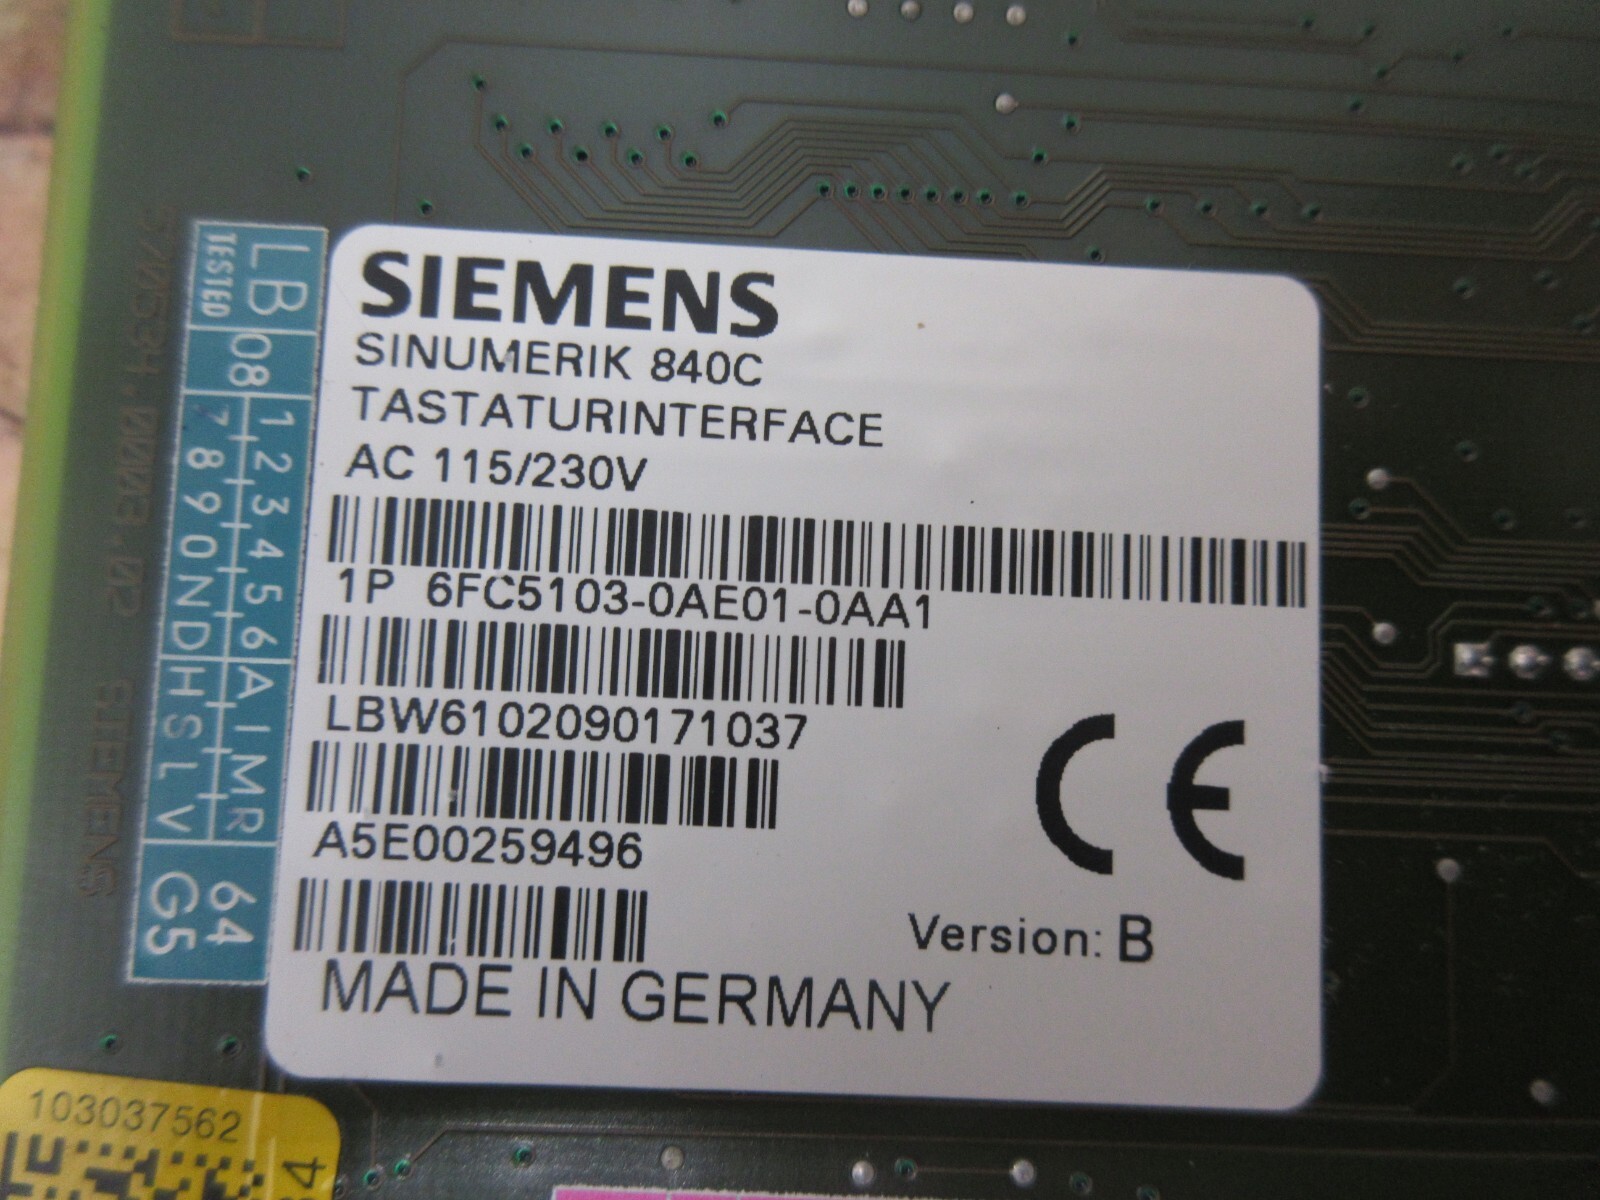 SIEMENS
SINUMERIK 840C
TASTATURINTERFACE
AC 115/230V
1P 6FC5103-0AE01-0AA1
LBW6102090171037
A5E00259496
Version: B
MADE IN GERMANY
LB 08 1 2 3 4 5 6 A I M R 64
TESTED 7 8 9 0 N D H S L V G5
SIEMENS
103037562